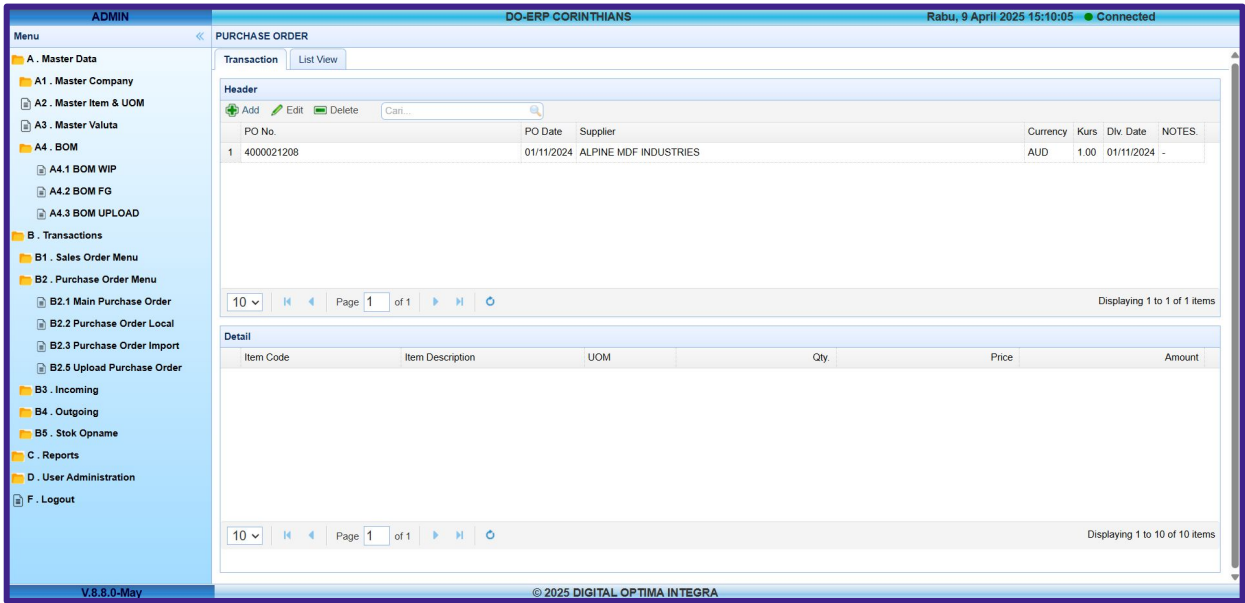 ADMIN DO-ERP CORINTHIANS Rabu, 9 April 2025 15:10:05 Connected
Menu
A . Master Data
A1 . Master Company
A2 . Master Item & UOM
A3 . Master Valuta
A4 . BOM
A4.1 BOM WIP
A4.2 BOM FG
A4.3 BOM UPLOAD
B . Transactions
B1 . Sales Order Menu
B2 . Purchase Order Menu
B2.1 Main Purchase Order
B2.2 Purchase Order Local
B2.3 Purchase Order Import
B2.5 Upload Purchase Order
B3 . Incoming
B4 . Outgoing
B5 . Stok Opname
C . Reports
D . User Administration
F . Logout
PURCHASE ORDER
Transaction List View
Header
Add Edit Delete Cari...
PO No. PO Date Supplier Currency Kurs Dlv. Date NOTES.
1 4000021208 01/11/2024 ALPINE MDF INDUSTRIES AUD 1.00 01/11/2024 -
10 Page 1 of 1 Displaying 1 to 1 of 1 items
Detail
Item Code Item Description UOM Qty. Price Amount
10 Page 1 of 1 Displaying 1 to 10 of 10 items
V.8.8.0-May © 2025 DIGITAL OPTIMA INTEGRA